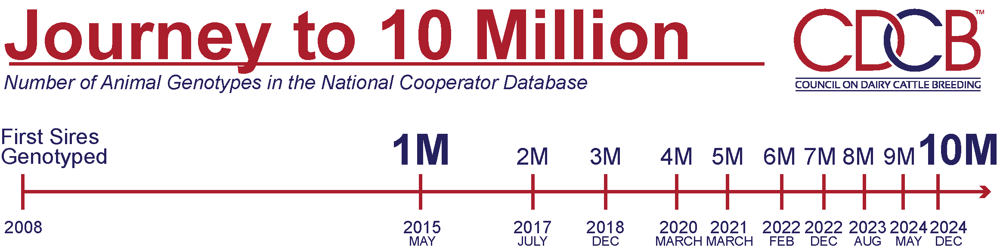 Journey to 10 Million
CDCB™
Number of Animal Genotypes in the National Cooperator Database
COUNCIL ON DAIRY CATTLE BREEDING
First Sires
Genotyped
1M 2M 3M 4M 5M 6M 7M 8M 9M 10M
2008 2015 2017 2018 2020 2021 2022 2022 2023 2024 2024
MAY JULY DEC MARCH MARCH FEB DEC AUG MAY DEC